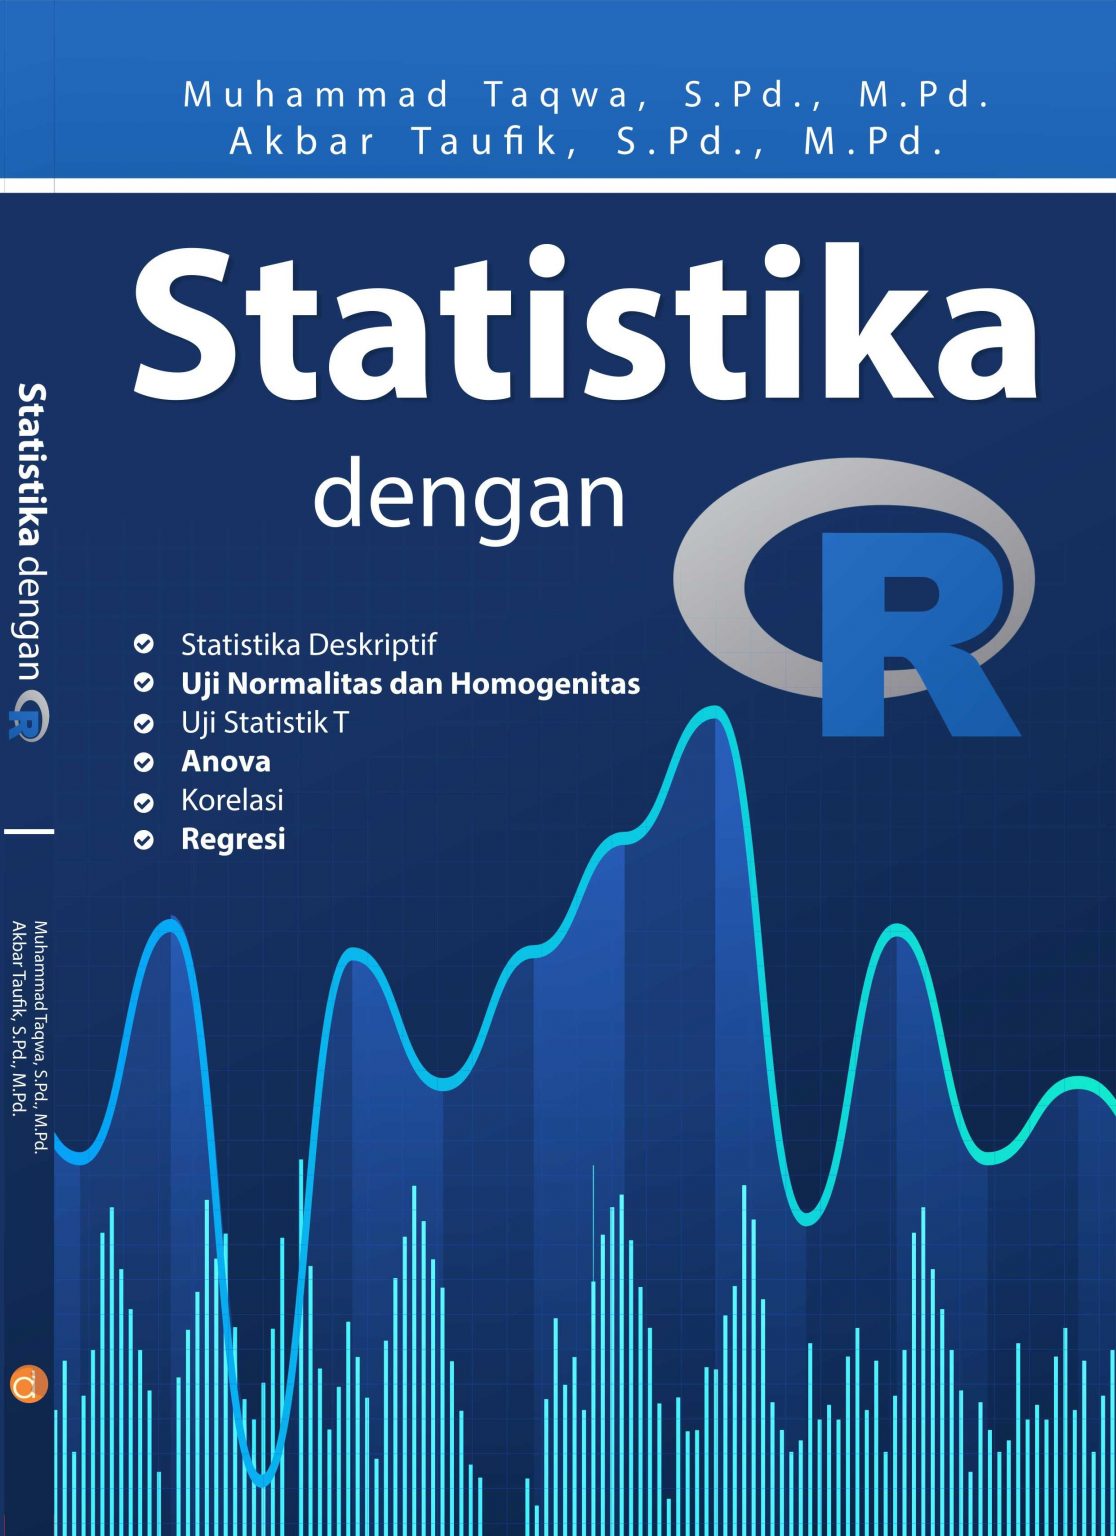 Muhammad Taqwa, S.Pd., M.Pd.
Akbar Taufik, S.Pd., M.Pd.
Statistika
dengan
R
Statistika Deskriptif
Uji Normalitas dan Homogenitas
Uji Statistik T
Anova
Korelasi
Regresi
Statistika dengan R
Muhammad Taqwa, S.Pd., M.Pd.
Akbar Taufik, S.Pd., M.Pd.